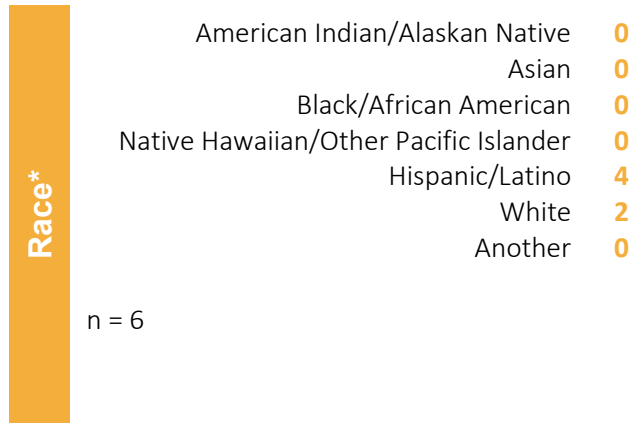 Race*
American Indian/Alaskan Native 0
Asian 0
Black/African American 0
Native Hawaiian/Other Pacific Islander 0
Hispanic/Latino 4
White 2
Another 0
n = 6